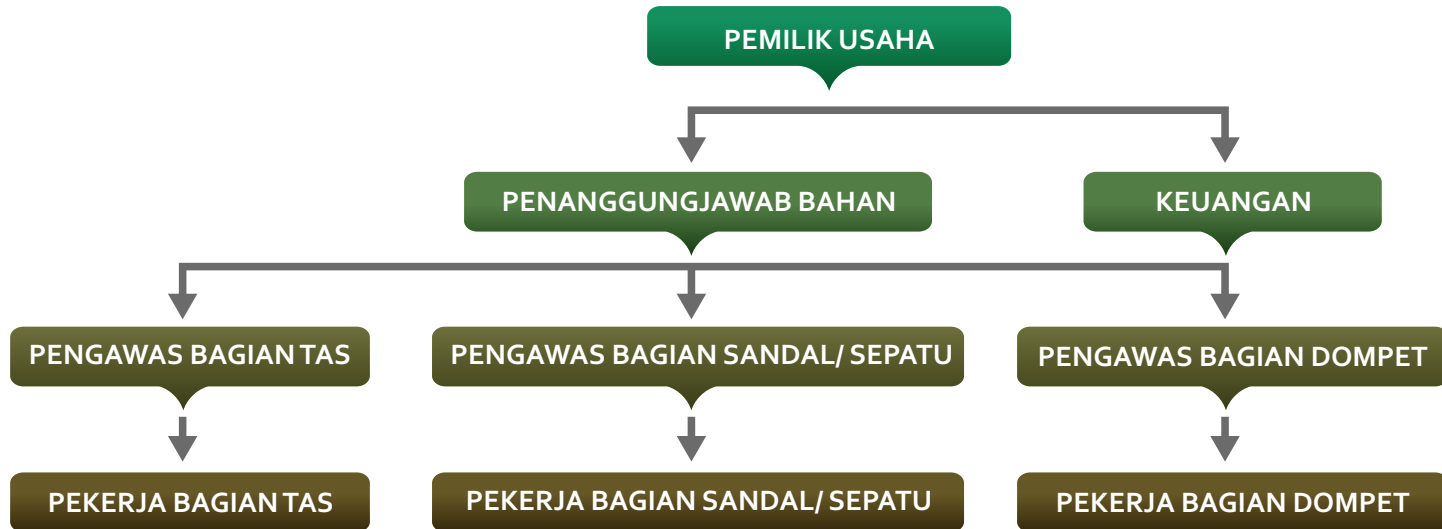 PEMILIK USAHA
PENANGGUNGJAWAB BAHAN
KEUANGAN
PENGAWAS BAGIAN TAS
PENGAWAS BAGIAN SANDAL/ SEPATU
PENGAWAS BAGIAN DOMPET
PEKERJA BAGIAN TAS
PEKERJA BAGIAN SANDAL/ SEPATU
PEKERJA BAGIAN DOMPET